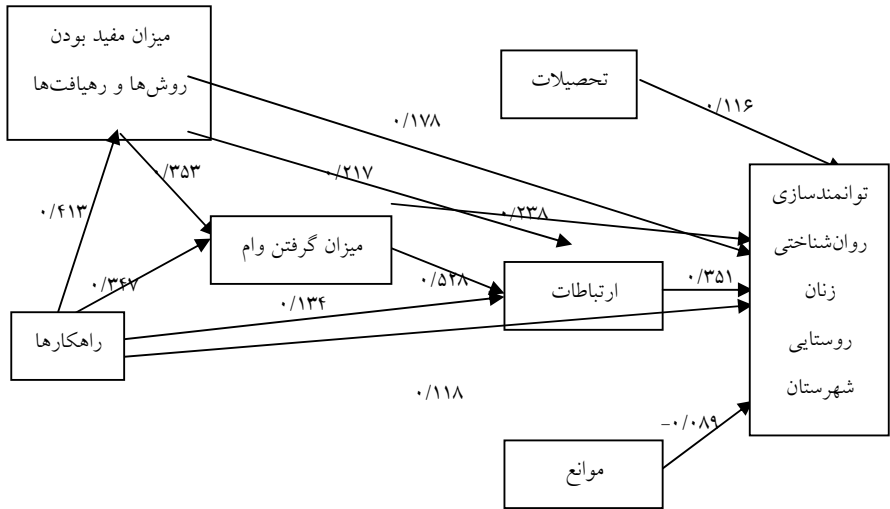 میزان مفید بودن
روش‌ها و رهیافت‌ها
تحصیلات
۰/۱۱۶
۰/۱۷۸
۰/۳۵۳
۰/۲۱۷
توانمندسازی
روان‌شناختی
زنان
روستایی
شهرستان
۰/۴۱۳
۰/۲۳۸
میزان گرفتن وام
۰/۳۴۷
۰/۵۲۸
۰/۳۵۱
ارتباطات
۰/۱۳۴
راهکارها
۰/۱۱۸
-۰/۰۸۹
موانع